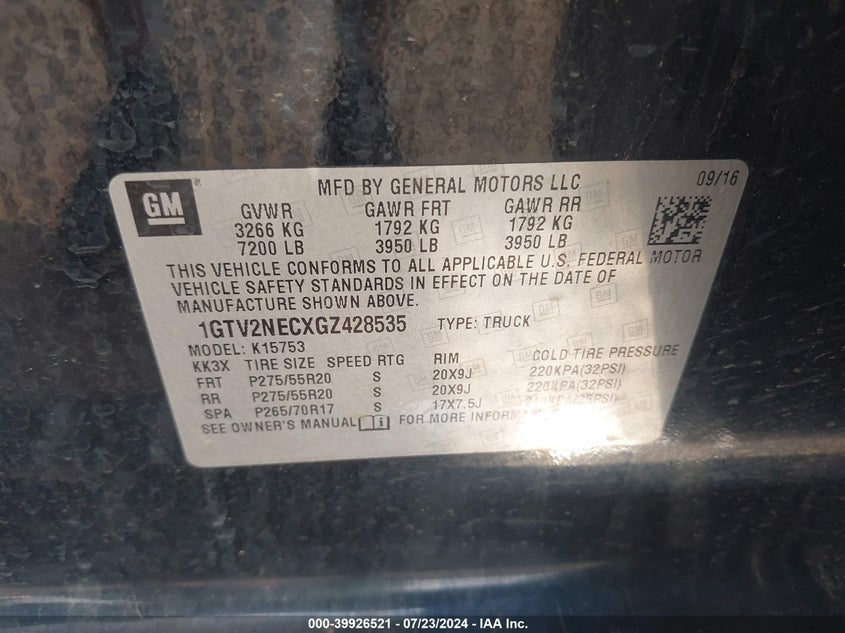 GM
MFD BY GENERAL MOTORS LLC 09/16
GVWR GAWR FRT GAWR RR
3266 KG 1792 KG 1792 KG
7200 LB 3950 LB 3950 LB
THIS VEHICLE CONFORMS TO ALL APPLICABLE U.S. FEDERAL MOTOR
VEHICLE SAFETY STANDARDS IN EFFECT ON THE DATE OF
MANUFACTURE SHOWN ABOVE.
1GTV2NECXGZ428535 TYPE: TRUCK
MODEL: K15753
KK3X TIRE SIZE SPEED RTG RIM COLD TIRE PRESSURE
FRT P275/55R20 S 20X9J 220KPA(32PSI)
RR P275/55R20 S 20X9J 220KPA(32PSI)
SPA P265/70R17 S 17X7.5J
SEE OWNER'S MANUAL FOR MORE
000-39926521 / 07/23/2024 - IAA Inc.